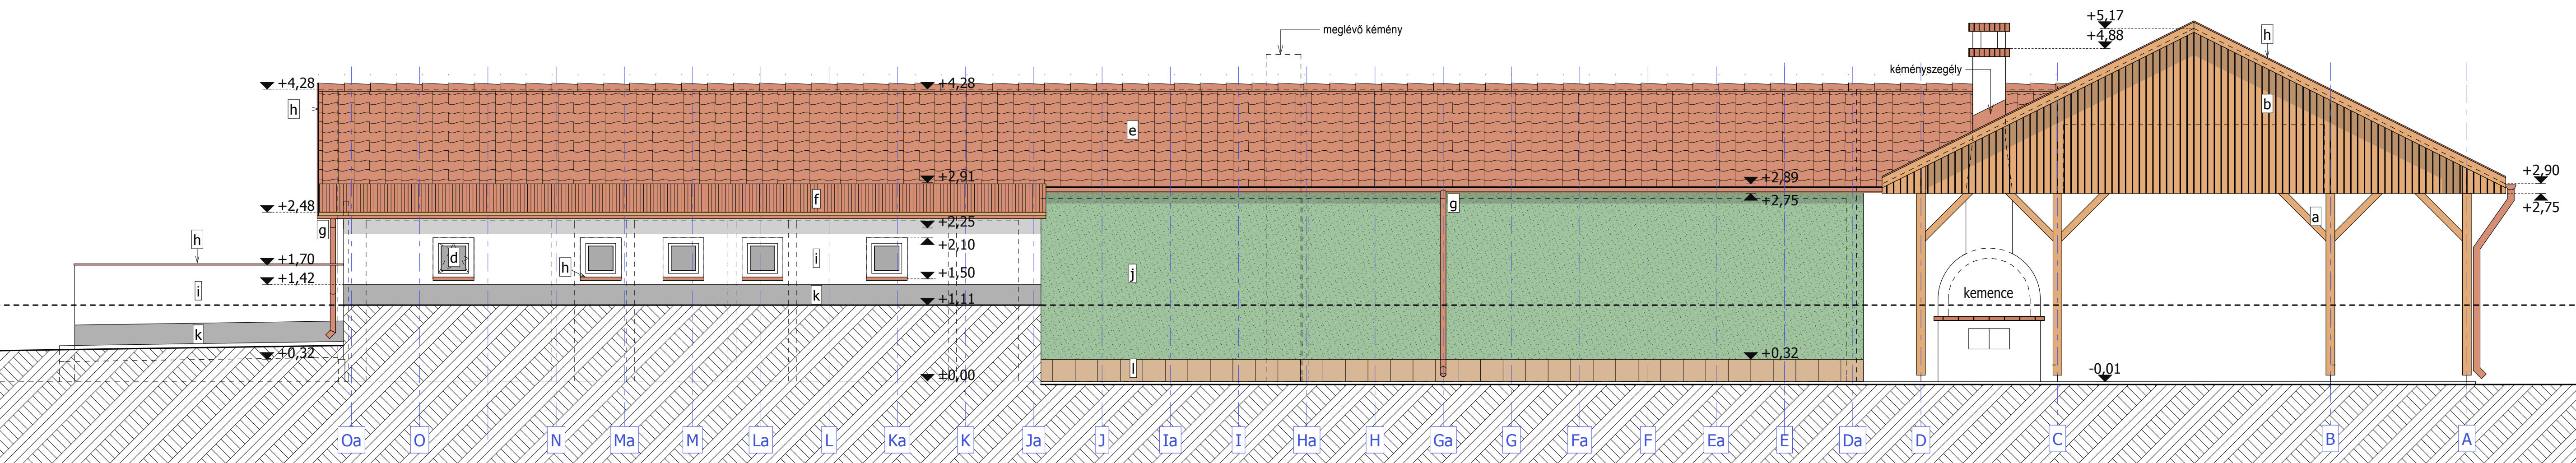 +5,17
meglévő kémény
h
+4,88
kéményszegély
+4,28
+4,28
h
b
e
+2,91
+2,89
+2,90
f
g
+2,75
+2,75
+2,48
a
+2,25
g
h
+2,10
d
i
+1,70
h
+1,50
j
+1,42
i
k
+1,11
kemence
k
+0,32
+0,32
l
±0,00
-0,01
Oa O N Ma M La L Ka K Ja J Ia I Ha H Ga G Fa F Ea E Da D C B A